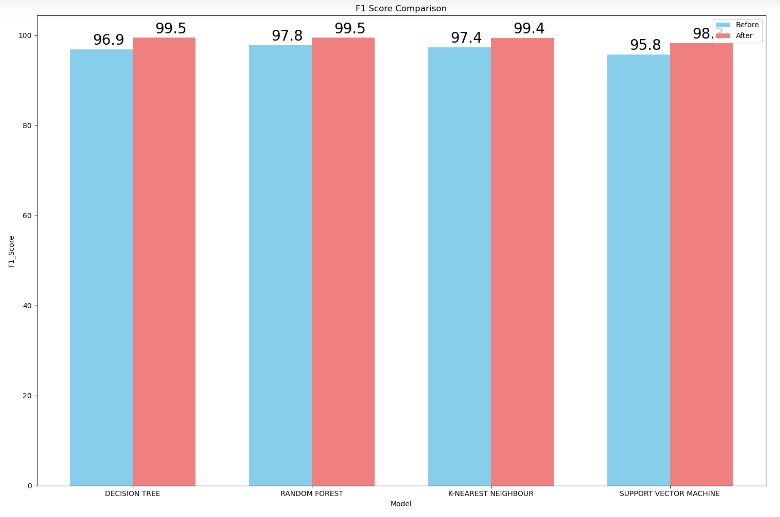 F1 Score Comparison
Before
After
96.9
99.5
97.8
99.5
97.4
99.4
95.8
98.
100
80
60
40
20
0
F1_Score
DECISION TREE
RANDOM FOREST
K-NEAREST NEIGHBOUR
SUPPORT VECTOR MACHINE
Model